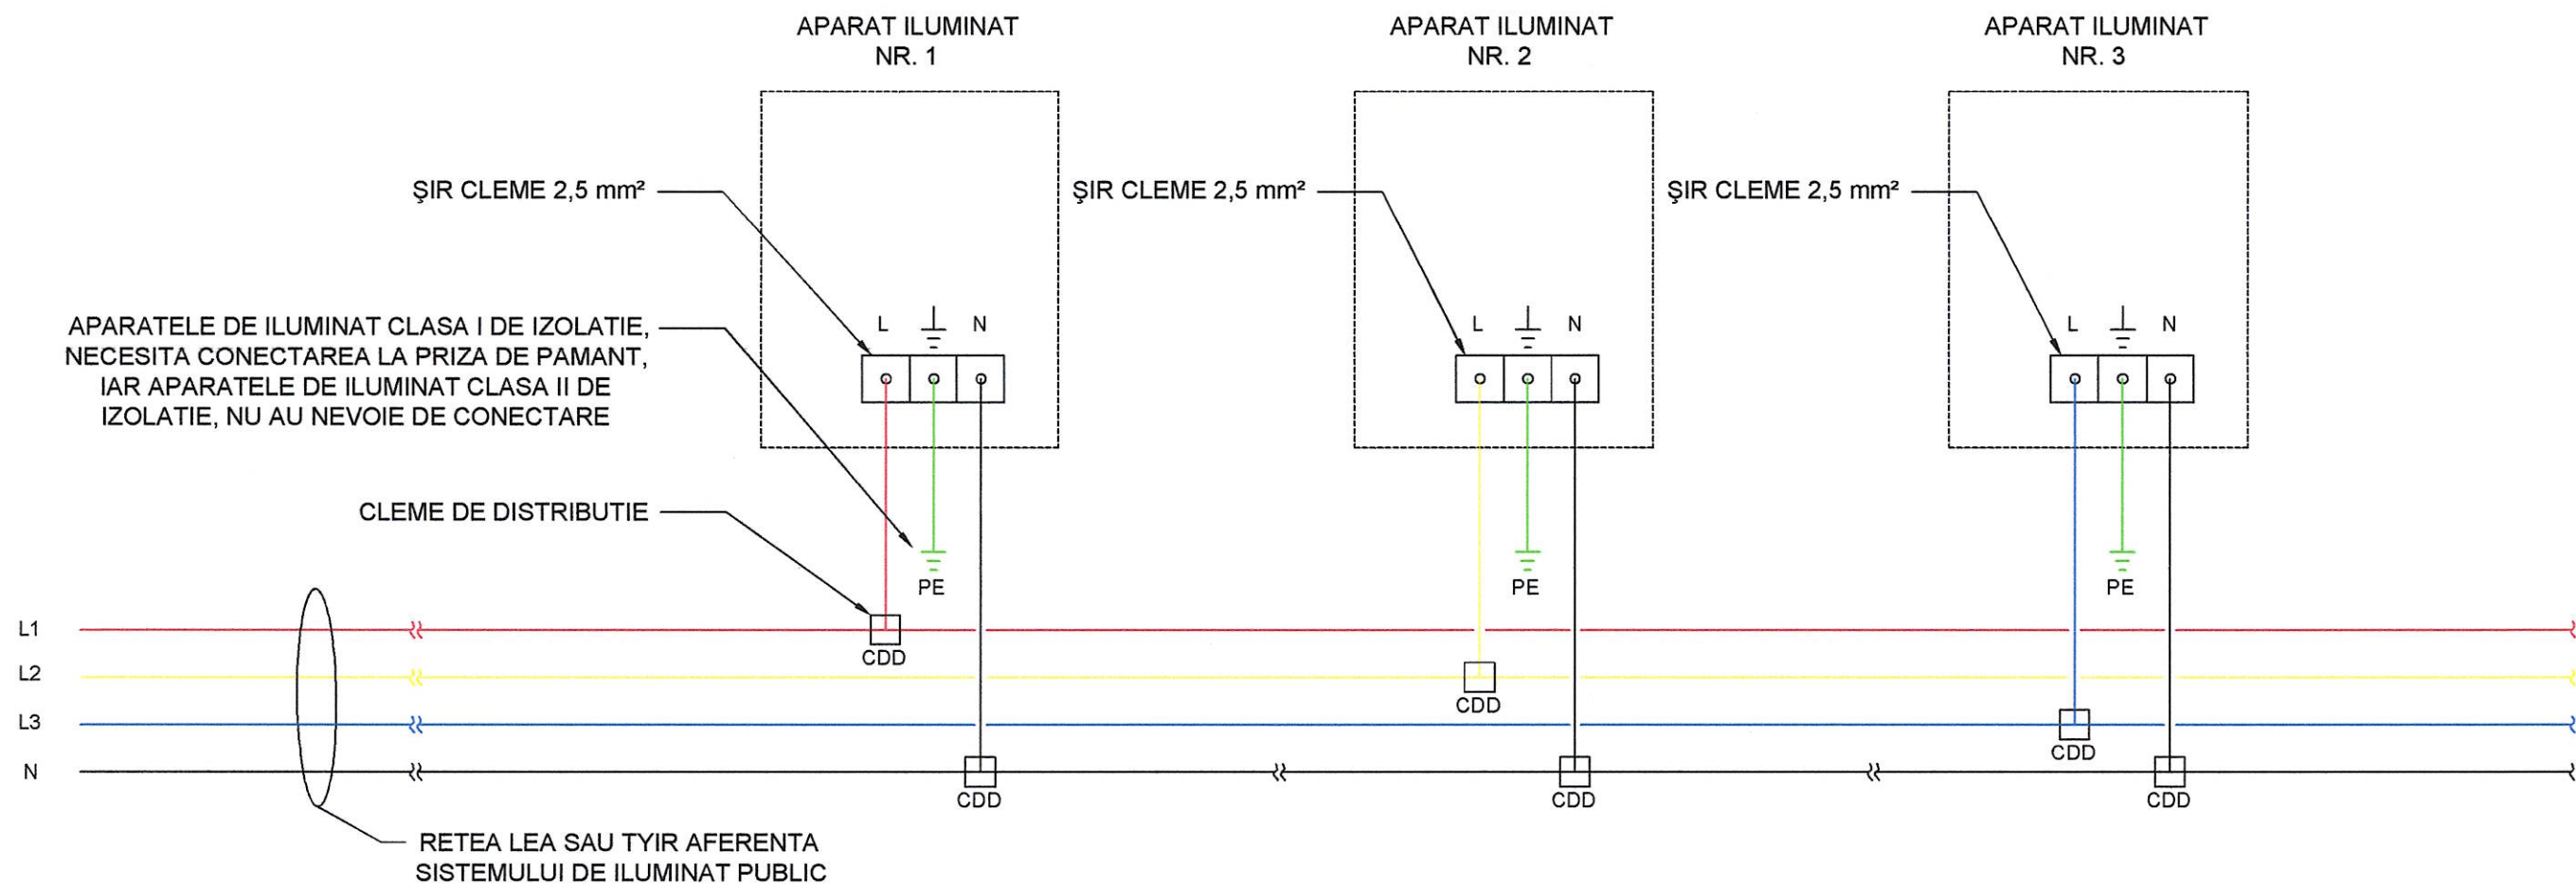 APARAT ILUMINAT
NR. 1
APARAT ILUMINAT
NR. 2
APARAT ILUMINAT
NR. 3
ŞIR CLEME 2,5 mm²
ŞIR CLEME 2,5 mm²
ŞIR CLEME 2,5 mm²
APARATELE DE ILUMINAT CLASA I DE IZOLATIE,
NECESITA CONECTAREA LA PRIZA DE PAMANT,
IAR APARATELE DE ILUMINAT CLASA II DE
IZOLATIE, NU AU NEVOIE DE CONECTARE
L N
L N
L N
CLEME DE DISTRIBUTIE
PE
PE
PE
L1
CDD
L2
CDD
L3
CDD
N
CDD
CDD
CDD
RETEA LEA SAU TYIR AFERENTA
SISTEMULUI DE ILUMINAT PUBLIC